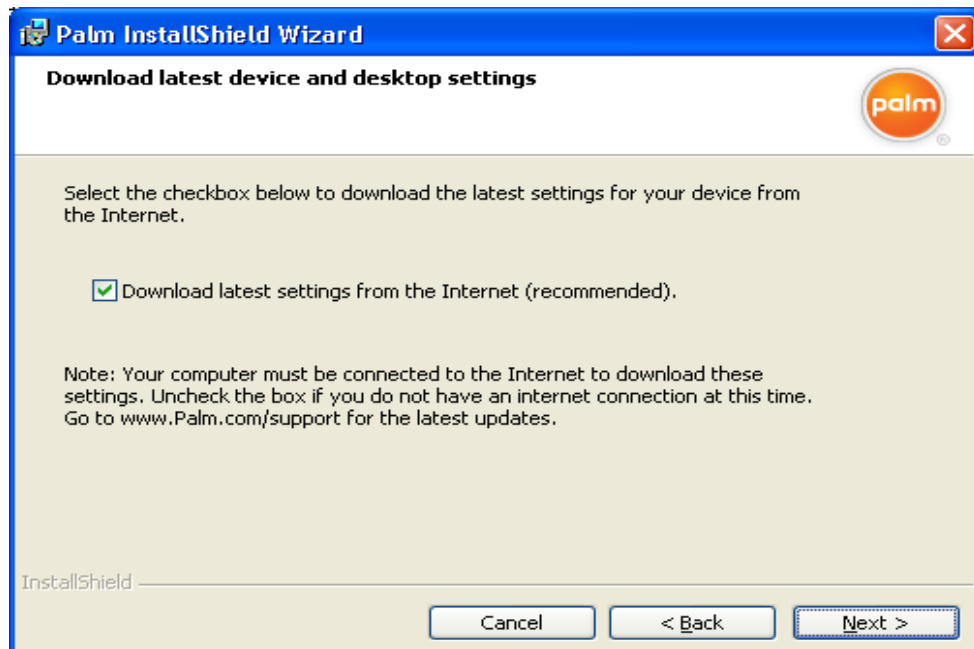 Palm InstallShield Wizard
Download latest device and desktop settings
palm
®
Select the checkbox below to download the latest settings for your device from
the Internet.
Download latest settings from the Internet (recommended).
Note: Your computer must be connected to the Internet to download these
settings. Uncheck the box if you do not have an internet connection at this time.
Go to www.Palm.com/support for the latest updates.
InstallShield
Cancel
< Back
Next >